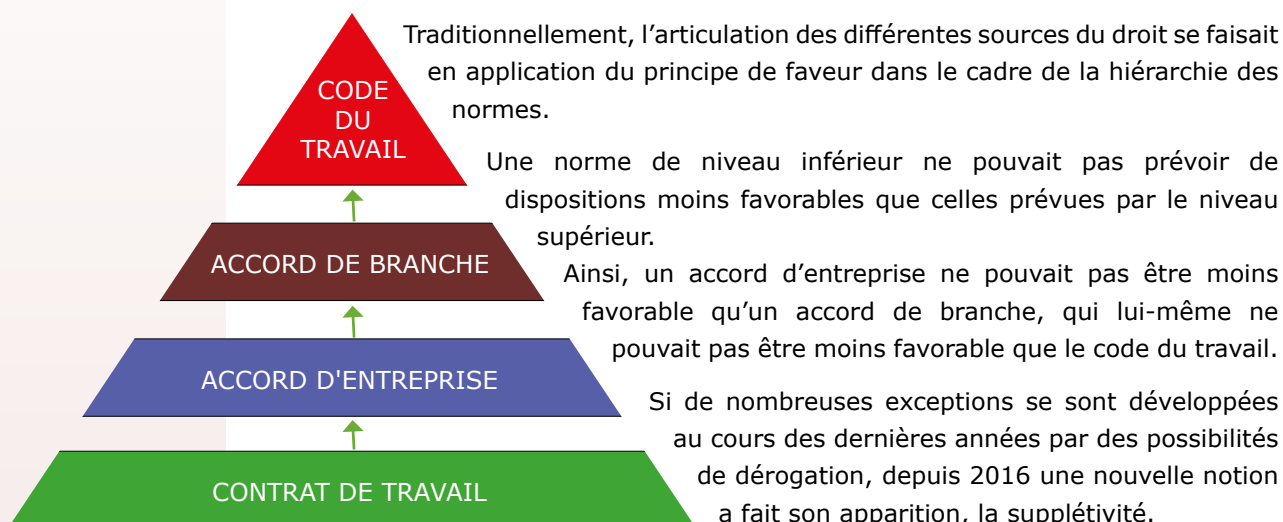 CODE
DU
TRAVAIL
ACCORD DE BRANCHE
ACCORD D'ENTREPRISE
CONTRAT DE TRAVAIL
Traditionnellement, l’articulation des différentes sources du droit se faisait
en application du principe de faveur dans le cadre de la hiérarchie des
normes.
Une norme de niveau inférieur ne pouvait pas prévoir de
dispositions moins favorables que celles prévues par le niveau
supérieur.
Ainsi, un accord d’entreprise ne pouvait pas être moins
favorable qu’un accord de branche, qui lui-même ne
pouvait pas être moins favorable que le code du travail.
Si de nombreuses exceptions se sont développées
au cours des dernières années par des possibilités
de dérogation, depuis 2016 une nouvelle notion
a fait son apparition, la supplétivité.